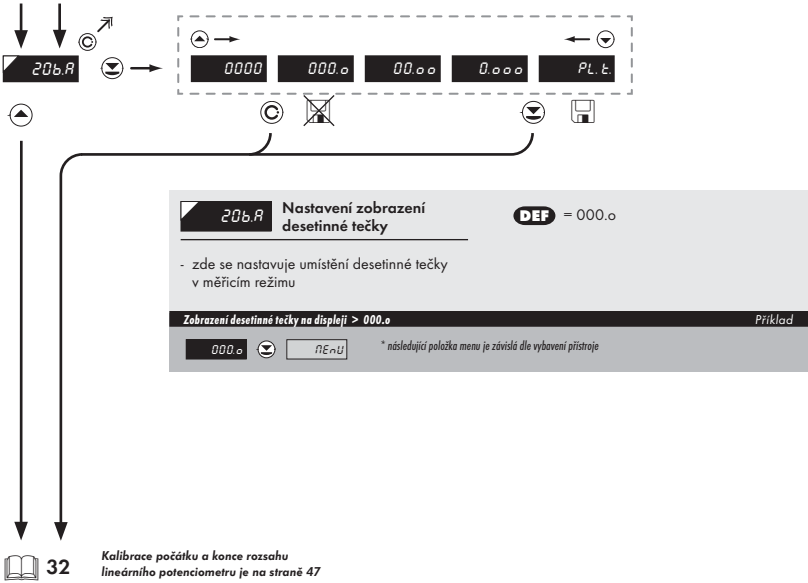 20b.A
0000 000.o 00.oo 0.ooo PL. t.
20b.A
Nastavení zobrazení
desetinné tečky
DEF = 000.o
- zde se nastavuje umístění desetinné tečky
v měřicím režimu
Zobrazení desetinné tečky na displeji > 000.o Příklad
000.o MEnU * následující položka menu je závislá dle vybavení přístroje
32
Kalibrace počátku a konce rozsahu
lineárního potenciometru je na straně 47